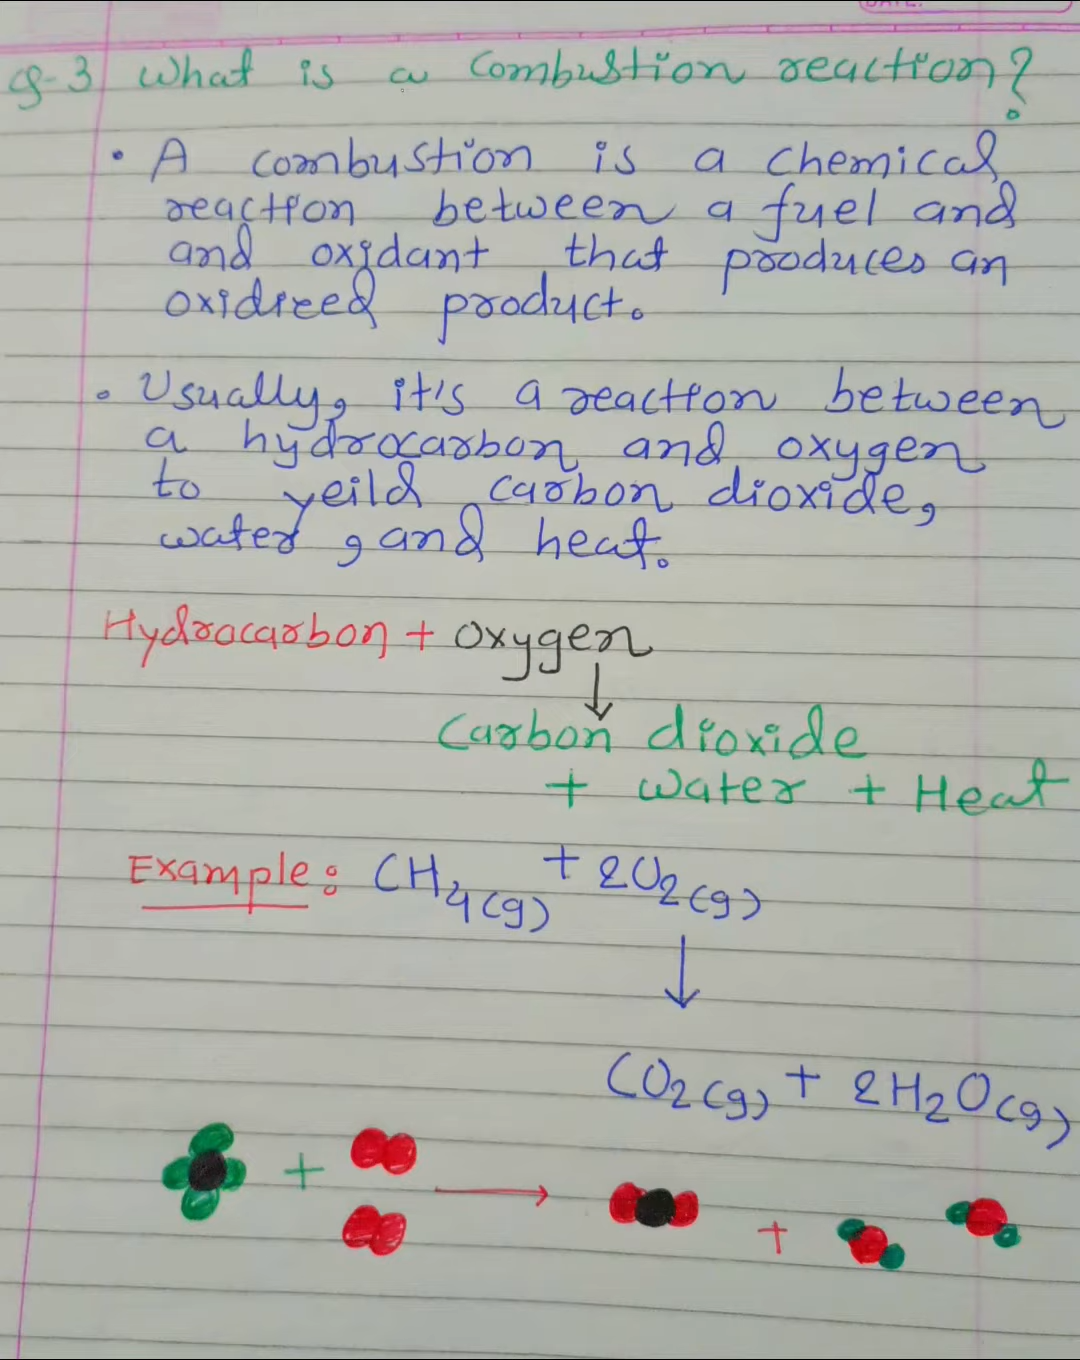 Q-3 What is a Combustion reaction?
• A combustion is a chemical
reaction between a fuel and
and oxidant that produces an
oxidized product.
• Usually, it's a reaction between
a hydrocarbon and oxygen
to yeild carbon dioxide,
water, and heat.
Hydrocarbon + Oxygen
↓
Carbon dioxide
+ Water + Heat
Example: CH4(g) + 2O2(g)
↓
CO2(g) + 2H2O(g)
+ → +